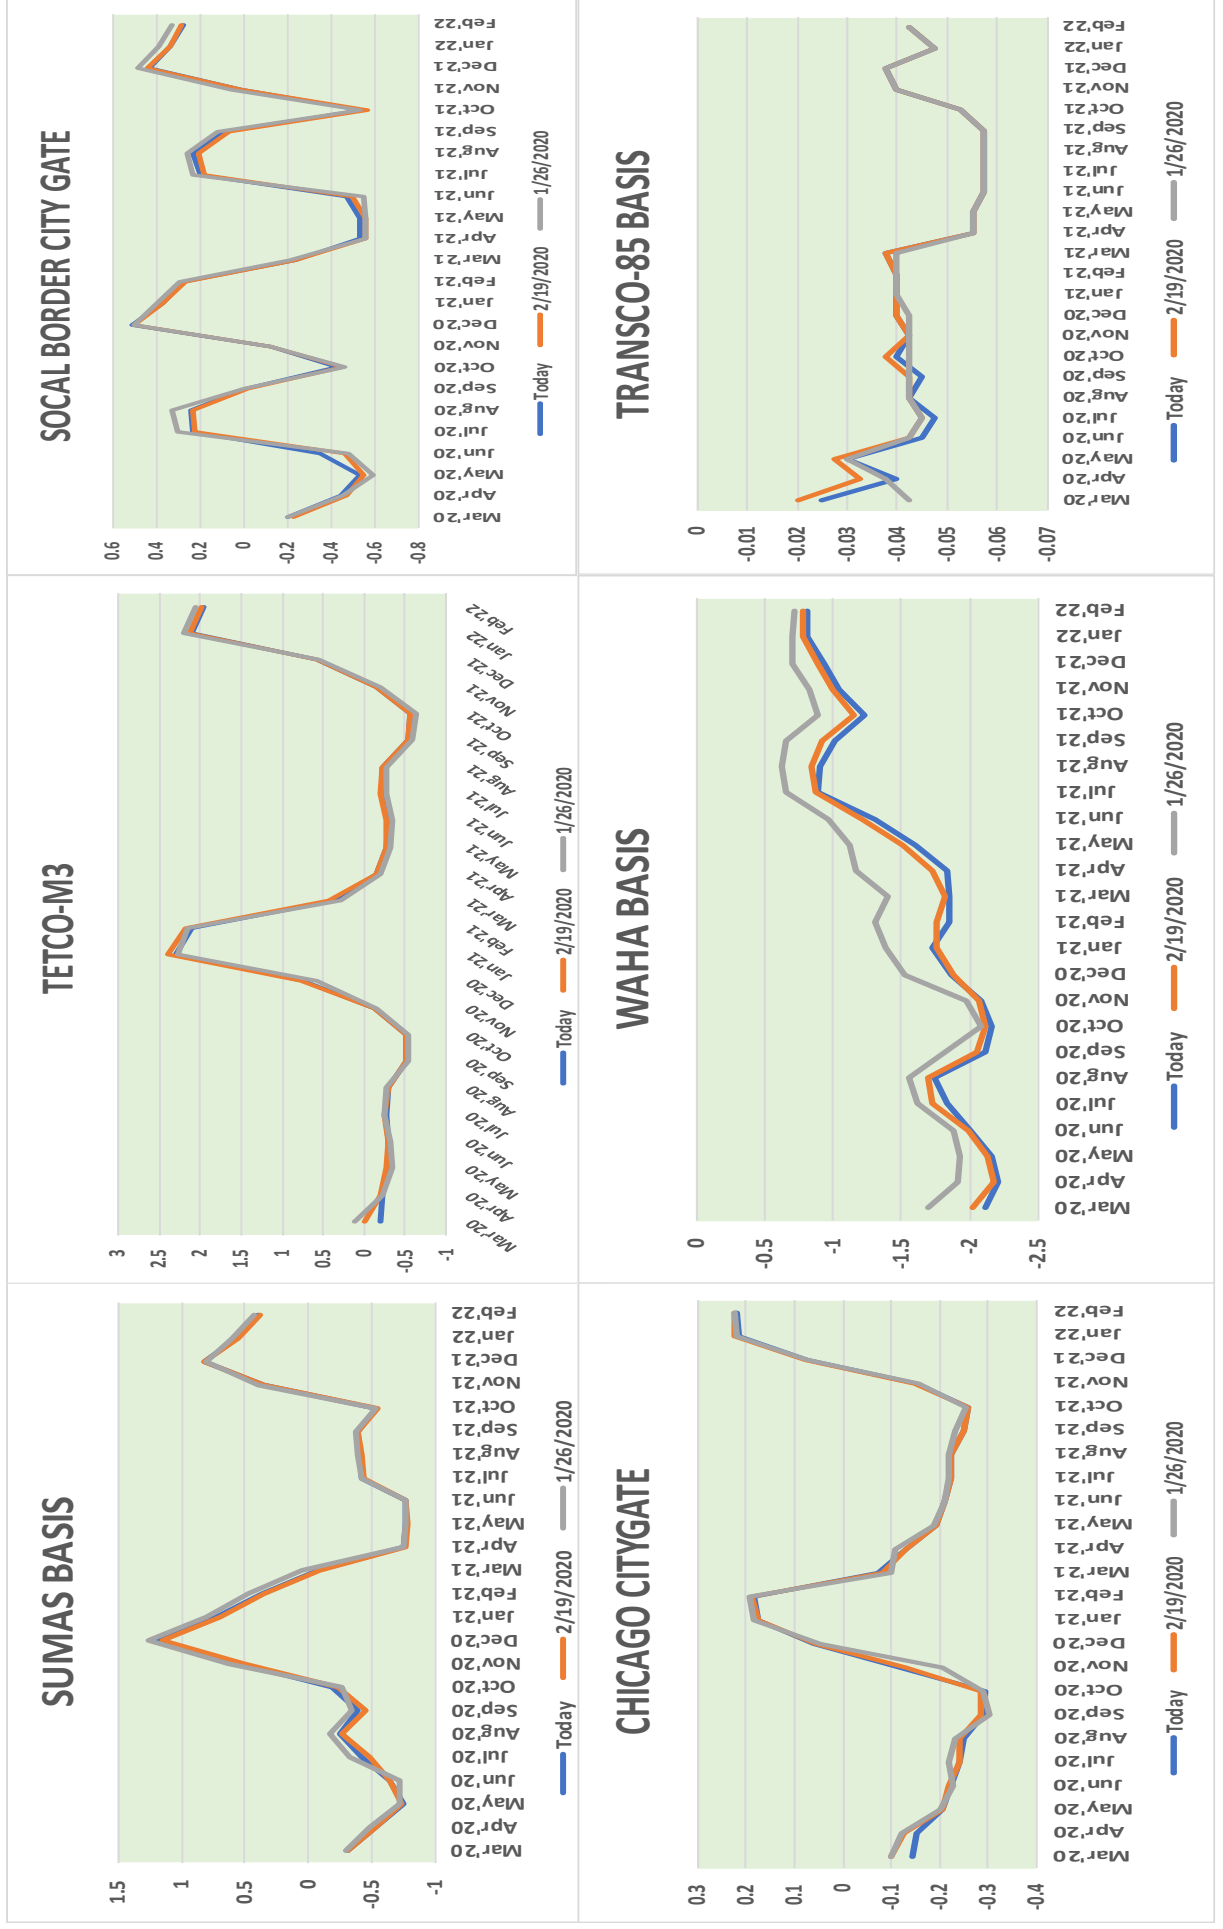 SUMAS BASIS
1.5
1
0.5
0
-0.5
-1
Mar'20 Apr'20 May'20 Jun'20 Jul'20 Aug'20 Sep'20 Oct'20 Nov'20 Dec'20 Jan'21 Feb'21 Mar'21 Apr'21 May'21 Jun'21 Jul'21 Aug'21 Sep'21 Oct'21 Nov'21 Dec'21 Jan'22 Feb'22
Today 2/19/2020 1/26/2020
TETCO-M3
3
2.5
2
1.5
1
0.5
0
-0.5
-1
Mar'20 Apr'20 May'20 Jun'20 Jul'20 Aug'20 Sep'20 Oct'20 Nov'20 Dec'20 Jan'21 Feb'21 Mar'21 Apr'21 May'21 Jun'21 Jul'21 Aug'21 Sep'21 Oct'21 Nov'21 Dec'21 Jan'22 Feb'22
Today 2/19/2020 1/26/2020
SOCAL BORDER CITY GATE
0.6
0.4
0.2
0
-0.2
-0.4
-0.6
-0.8
Mar'20 Apr'20 May'20 Jun'20 Jul'20 Aug'20 Sep'20 Oct'20 Nov'20 Dec'20 Jan'21 Feb'21 Mar'21 Apr'21 May'21 Jun'21 Jul'21 Aug'21 Sep'21 Oct'21 Nov'21 Dec'21 Jan'22 Feb'22
Today 2/19/2020 1/26/2020
CHICAGO CITYGATE
0.3
0.2
0.1
0
-0.1
-0.2
-0.3
-0.4
Mar'20 Apr'20 May'20 Jun'20 Jul'20 Aug'20 Sep'20 Oct'20 Nov'20 Dec'20 Jan'21 Feb'21 Mar'21 Apr'21 May'21 Jun'21 Jul'21 Aug'21 Sep'21 Oct'21 Nov'21 Dec'21 Jan'22 Feb'22
Today 2/19/2020 1/26/2020
WAHA BASIS
0
-0.5
-1
-1.5
-2
-2.5
Mar'20 Apr'20 May'20 Jun'20 Jul'20 Aug'20 Sep'20 Oct'20 Nov'20 Dec'20 Jan'21 Feb'21 Mar'21 Apr'21 May'21 Jun'21 Jul'21 Aug'21 Sep'21 Oct'21 Nov'21 Dec'21 Jan'22 Feb'22
Today 2/19/2020 1/26/2020
TRANSCO-85 BASIS
0
-0.01
-0.02
-0.03
-0.04
-0.05
-0.06
-0.07
Mar'20 Apr'20 May'20 Jun'20 Jul'20 Aug'20 Sep'20 Oct'20 Nov'20 Dec'20 Jan'21 Feb'21 Mar'21 Apr'21 May'21 Jun'21 Jul'21 Aug'21 Sep'21 Oct'21 Nov'21 Dec'21 Jan'22 Feb'22
Today 2/19/2020 1/26/2020